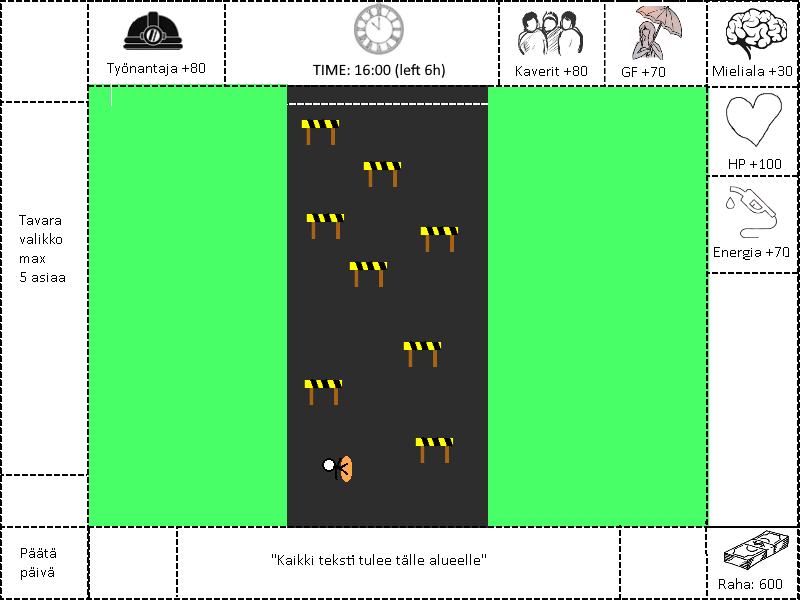 Työnantaja +80
TIME: 16:00 (left 6h)
Kaverit +80
GF +70
Mieliala +30
HP +100
Energia +70
Tavara
valikko
max
5 asiaa
Päätä
päivä
"Kaikki teksti tulee tälle alueelle"
Raha: 600